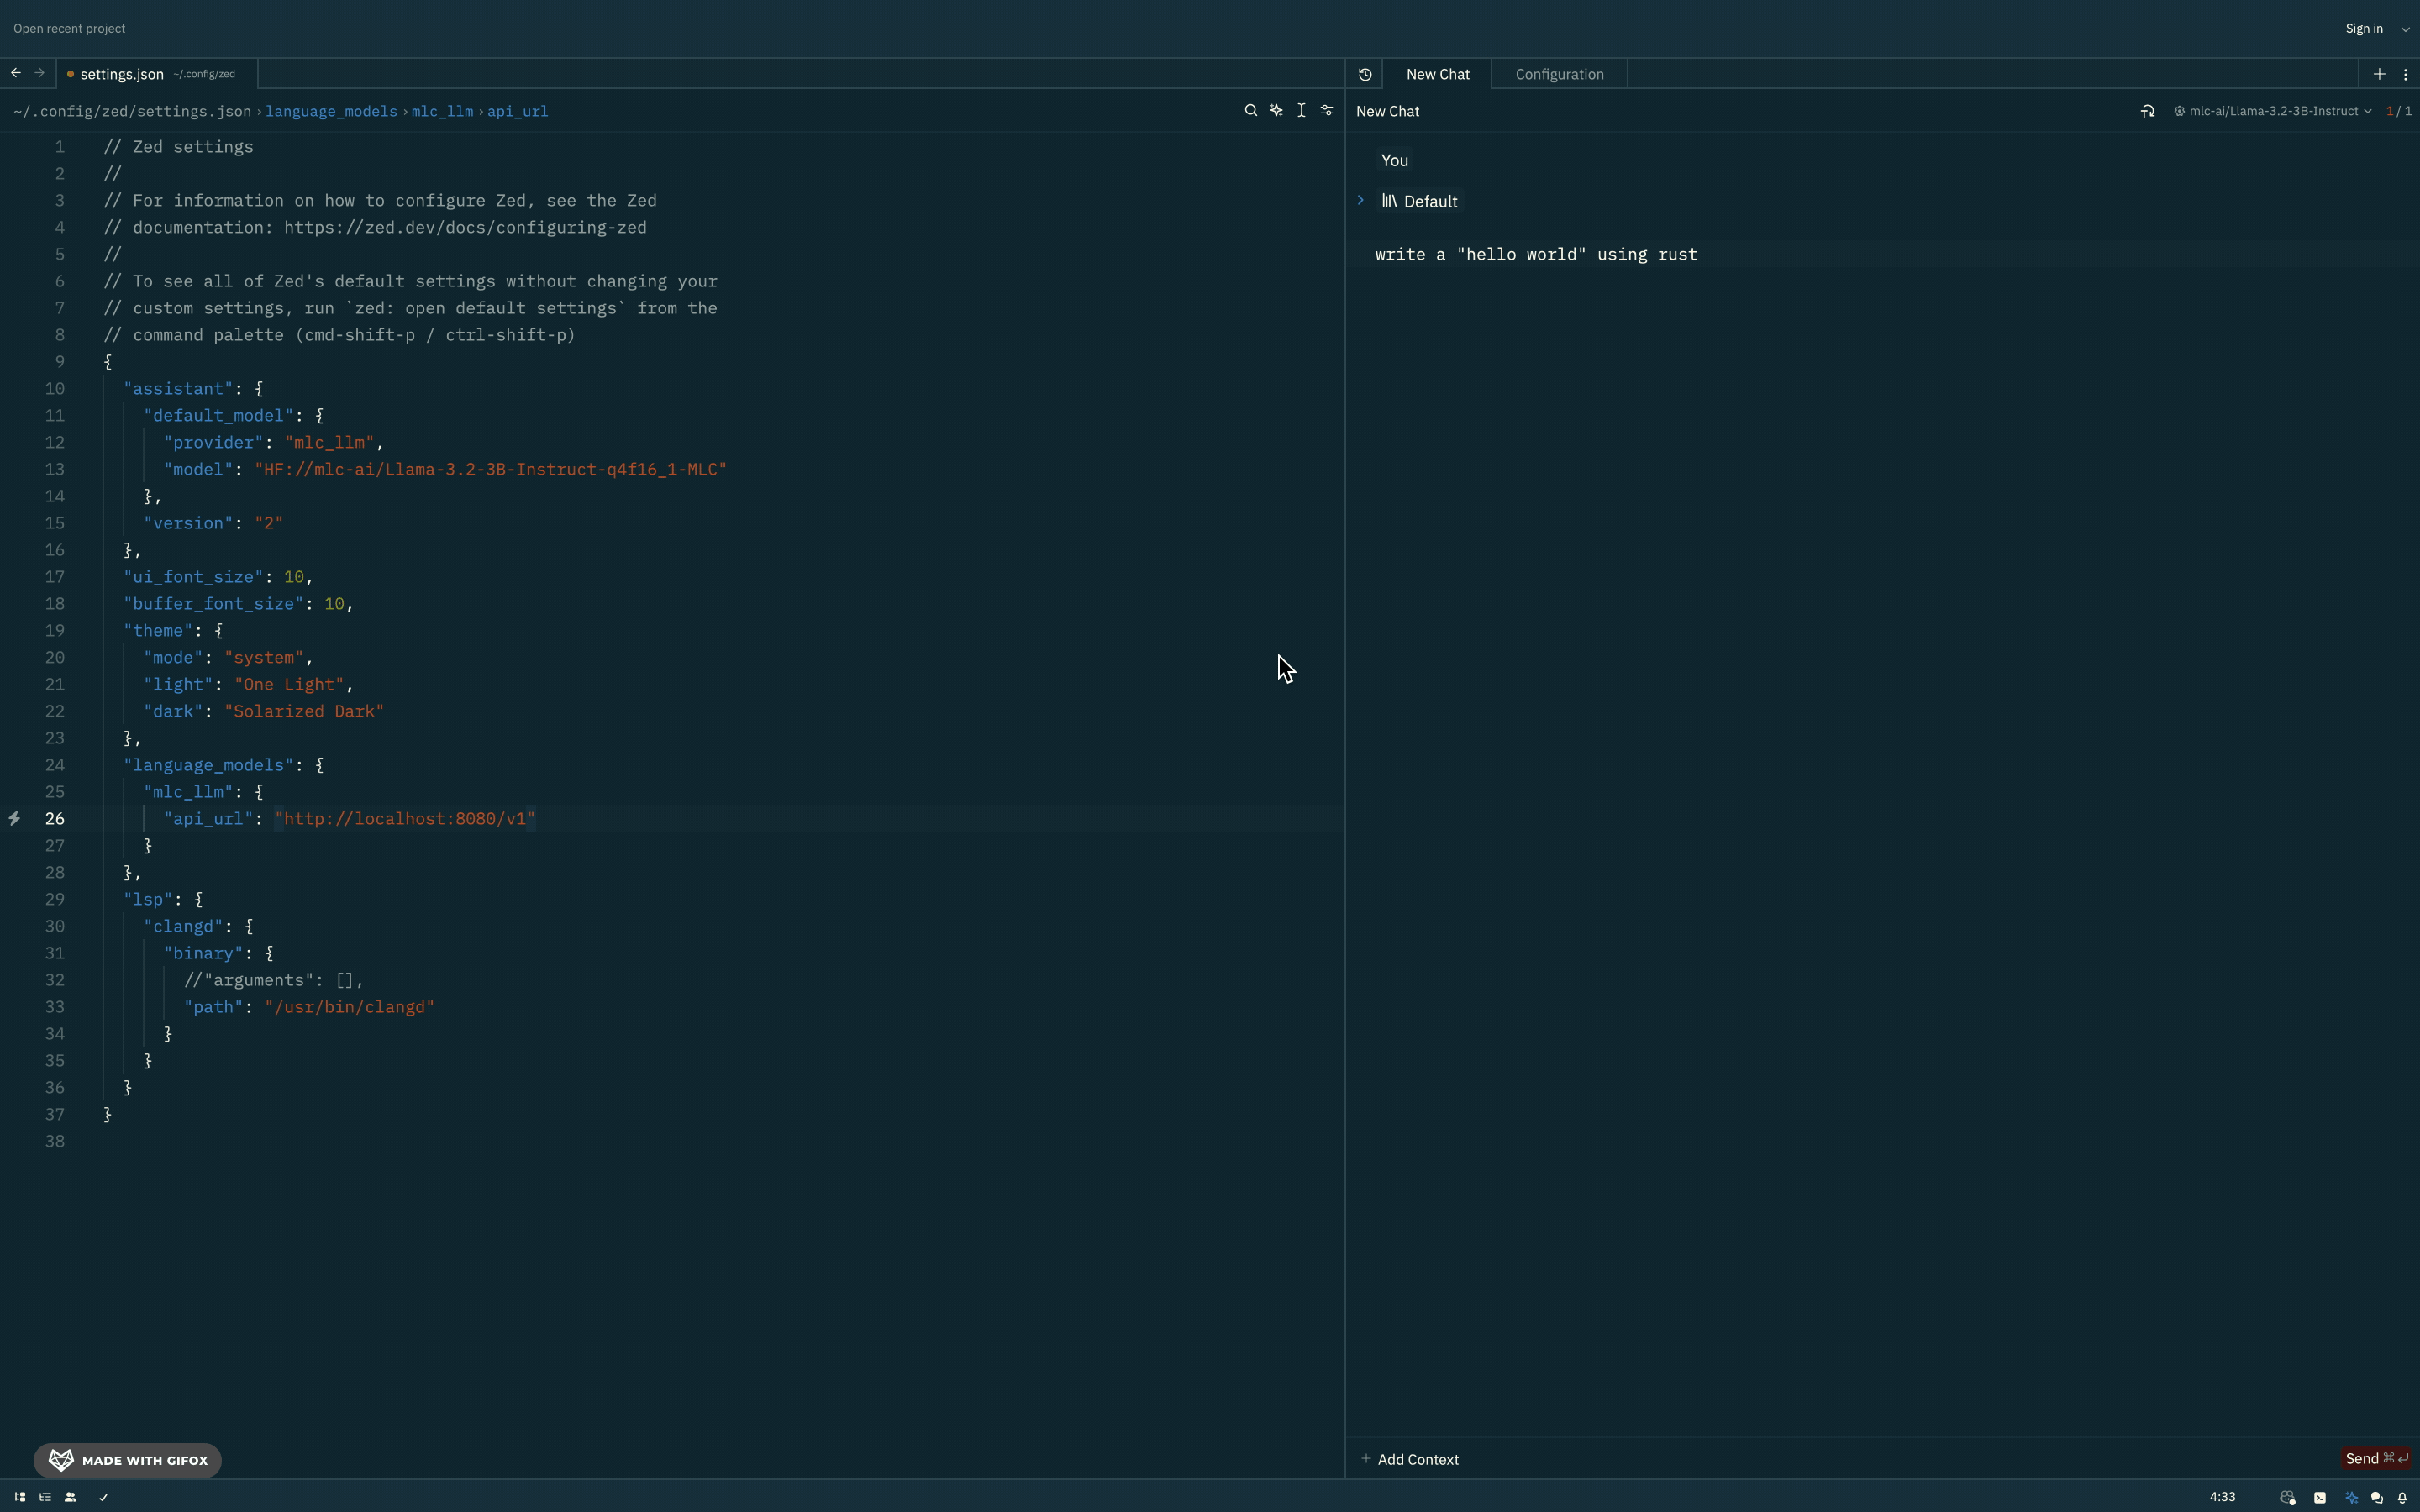 Open recent project
Sign in
settings.json ~/.config/zed
New Chat
Configuration
~/.config/zed/settings.json › language_models › mlc_llm › api_url
1 // Zed settings
2 //
3 // For information on how to configure Zed, see the Zed
4 // documentation: https://zed.dev/docs/configuring-zed
5 //
6 // To see all of Zed's default settings without changing your
7 // custom settings, run `zed: open default settings` from the
8 // command palette (cmd-shift-p / ctrl-shift-p)
9 {
10 "assistant": {
11 "default_model": {
12 "provider": "mlc_llm",
13 "model": "HF://mlc-ai/Llama-3.2-3B-Instruct-q4f16_1-MLC"
14 },
15 "version": "2"
16 },
17 "ui_font_size": 10,
18 "buffer_font_size": 10,
19 "theme": {
20 "mode": "system",
21 "light": "One Light",
22 "dark": "Solarized Dark"
23 },
24 "language_models": {
25 "mlc_llm": {
26 "api_url": "http://localhost:8080/v1"
27 }
28 },
29 "lsp": {
30 "clangd": {
31 "binary": {
32 //"arguments": [],
33 "path": "/usr/bin/clangd"
34 }
35 }
36 }
37 }
38
New Chat
mlc-ai/Llama-3.2-3B-Instruct
1 / 1
You
Default
write a "hello world" using rust
MADE WITH GIFOX
+ Add Context
Send ⌘↵
4:33